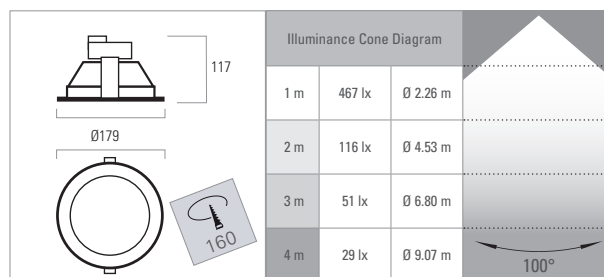 117
Ø179
160
Illuminance Cone Diagram
1 m 467 lx Ø 2.26 m
2 m 116 lx Ø 4.53 m
3 m 51 lx Ø 6.80 m
4 m 29 lx Ø 9.07 m
100°